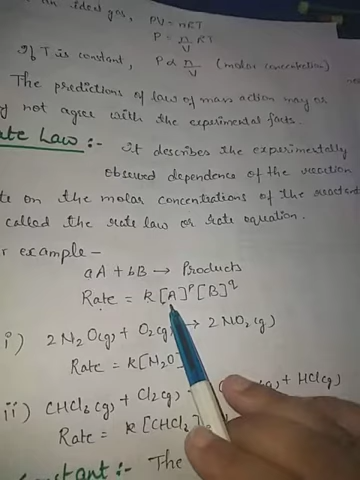 an ideal gas, PV = nRT
P = n/V RT
If T is constant, P α n/V (molar concentration)
The predictions of law of mass action may or
not agree with the experimental facts.
Law :- It describes the experimentally
observed dependence of the reaction
on the molar concentrations of the reactant
called the rate law or rate equation.
example -
aA + bB → Products
Rate = k [A]^p [B]^q
i) 2N₂O(g) + O₂(g) → 2NO₂(g)
Rate = k[N₂O]
ii) CHCl₃(g) + Cl₂(g) (g) + HCl(g)
Rate = k [CHCl₃]
:- The